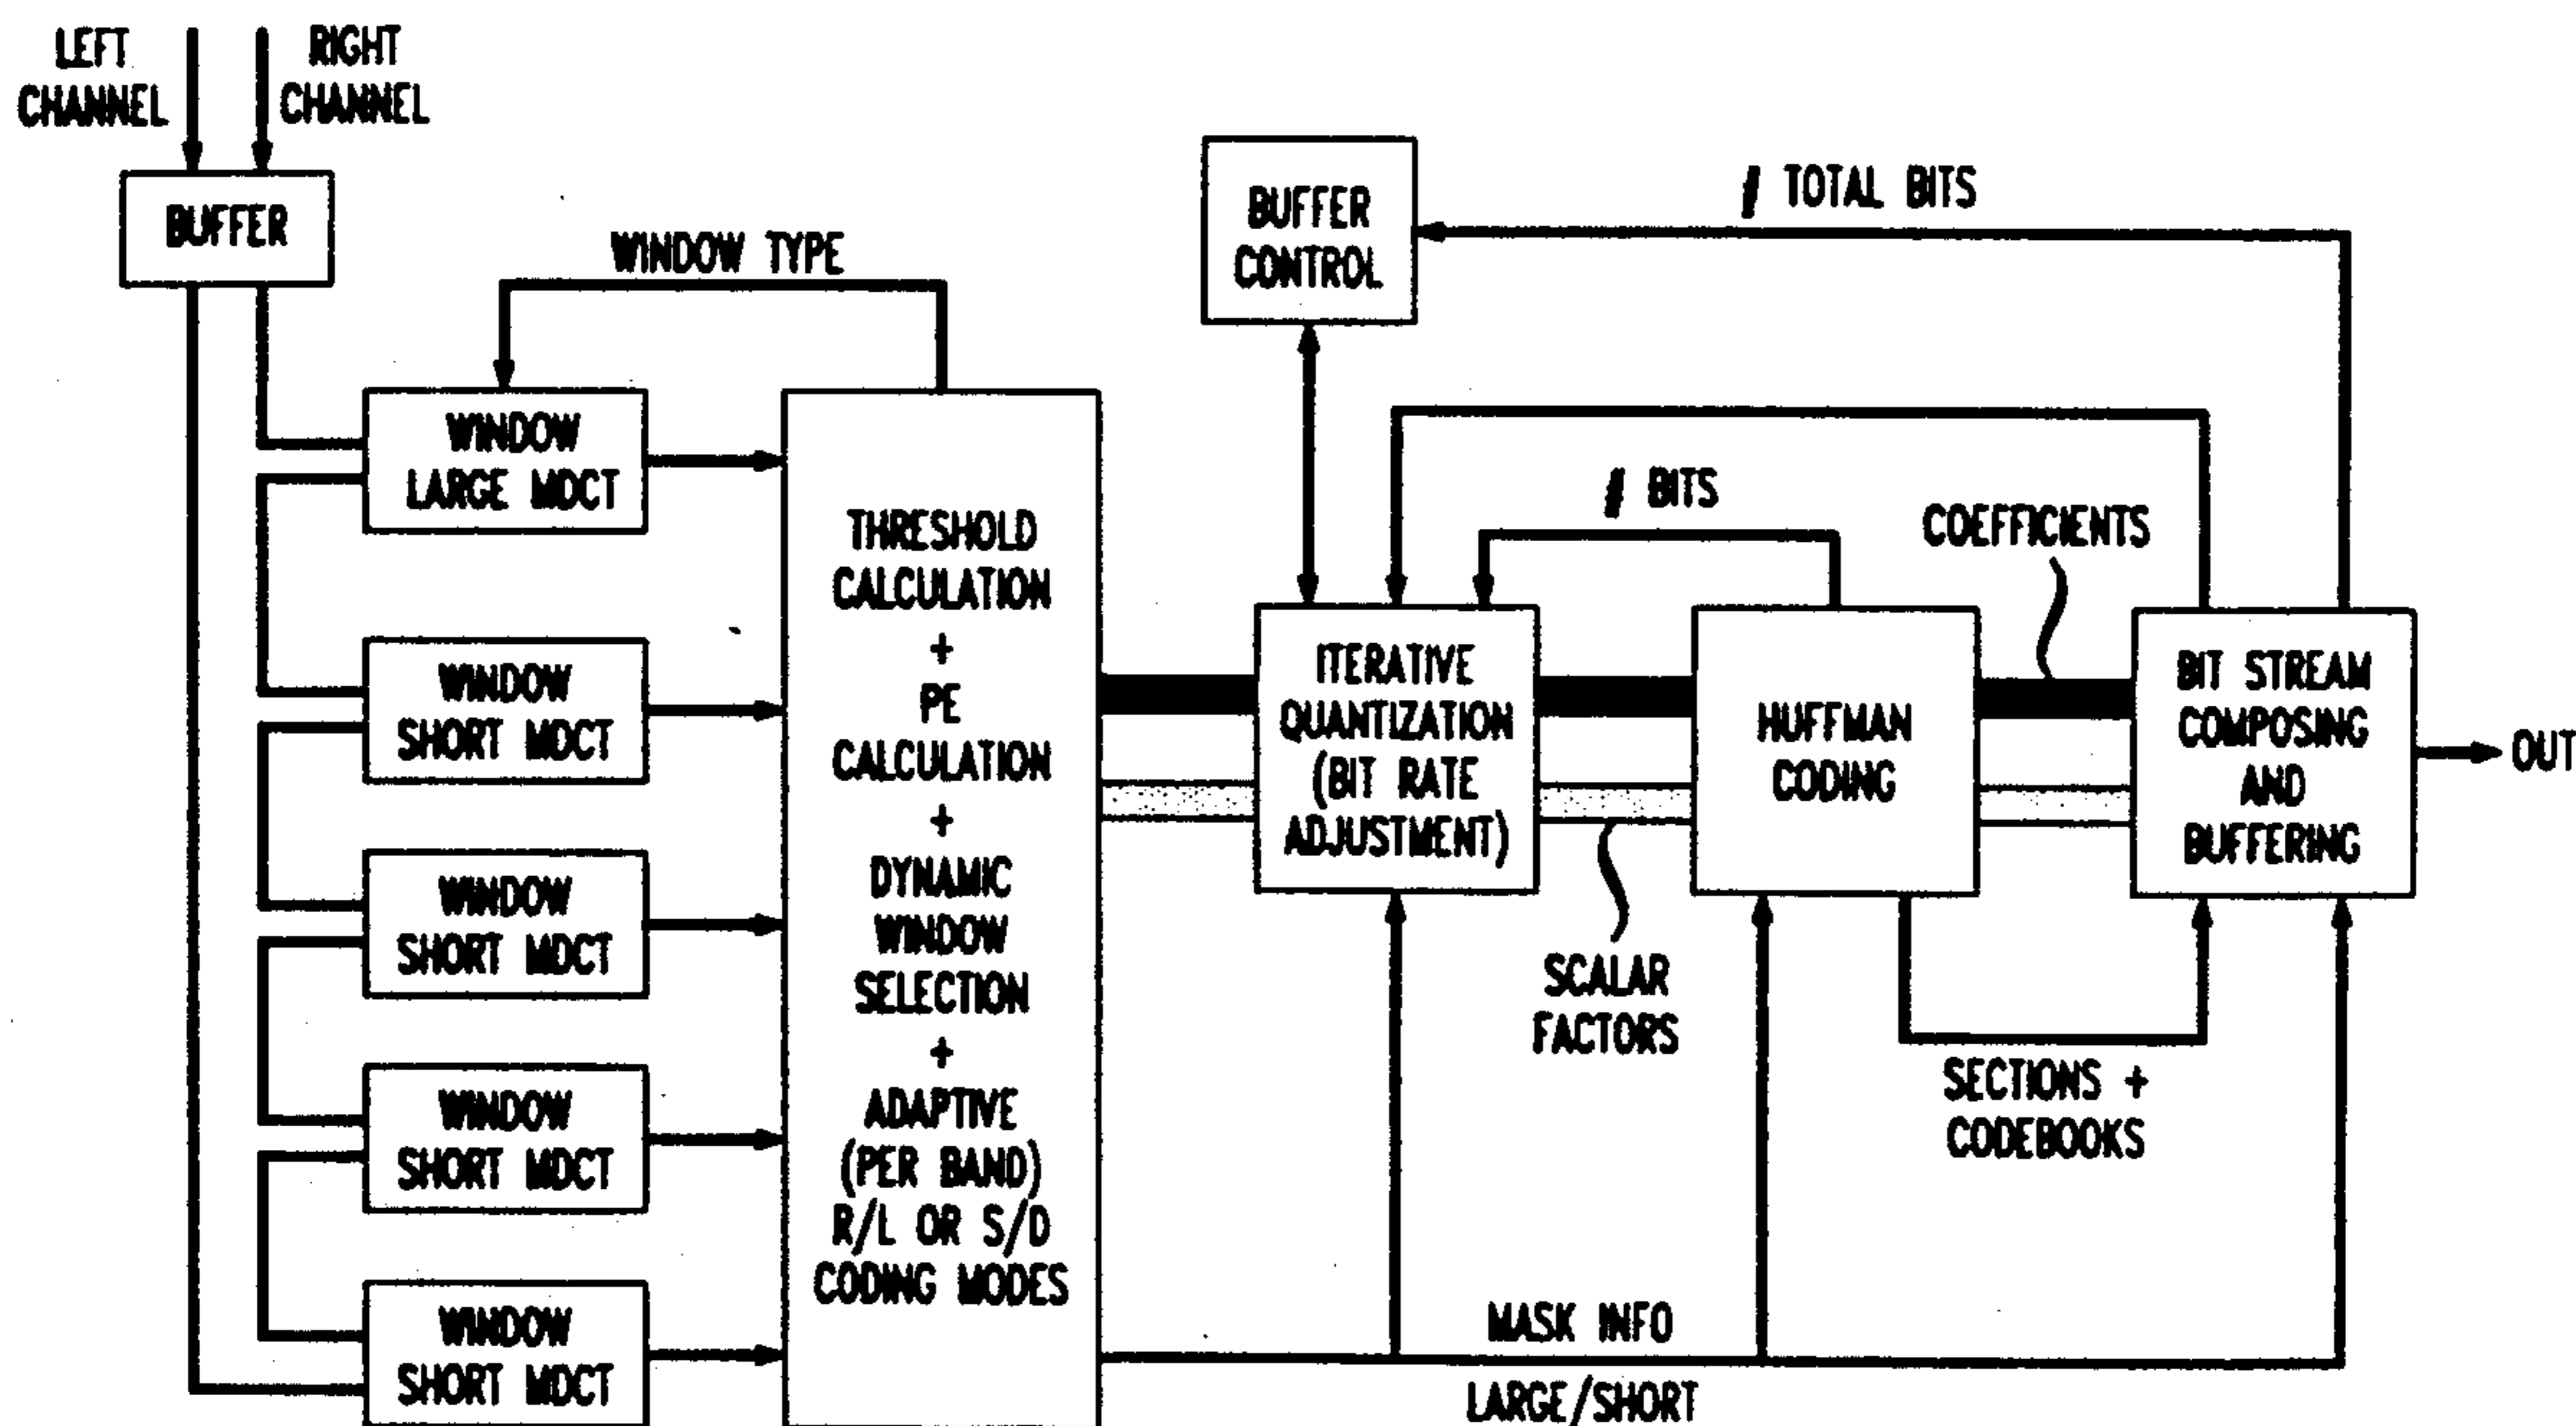 LEFT
CHANNEL
RIGHT
CHANNEL
BUFFER
WINDOW TYPE
WINDOW
LARGE MDCT
WINDOW
SHORT MDCT
WINDOW
SHORT MDCT
WINDOW
SHORT MDCT
WINDOW
SHORT MDCT
THRESHOLD
CALCULATION
+
PE
CALCULATION
+
DYNAMIC
WINDOW
SELECTION
+
ADAPTIVE
(PER BAND)
R/L OR S/D
CODING MODES
BUFFER
CONTROL
# TOTAL BITS
# BITS
COEFFICIENTS
ITERATIVE
QUANTIZATION
(BIT RATE
ADJUSTMENT)
HUFFMAN
CODING
BIT STREAM
COMPOSING
AND
BUFFERING
OUT
SCALAR
FACTORS
SECTIONS +
CODEBOOKS
MASK INFO
LARGE/SHORT